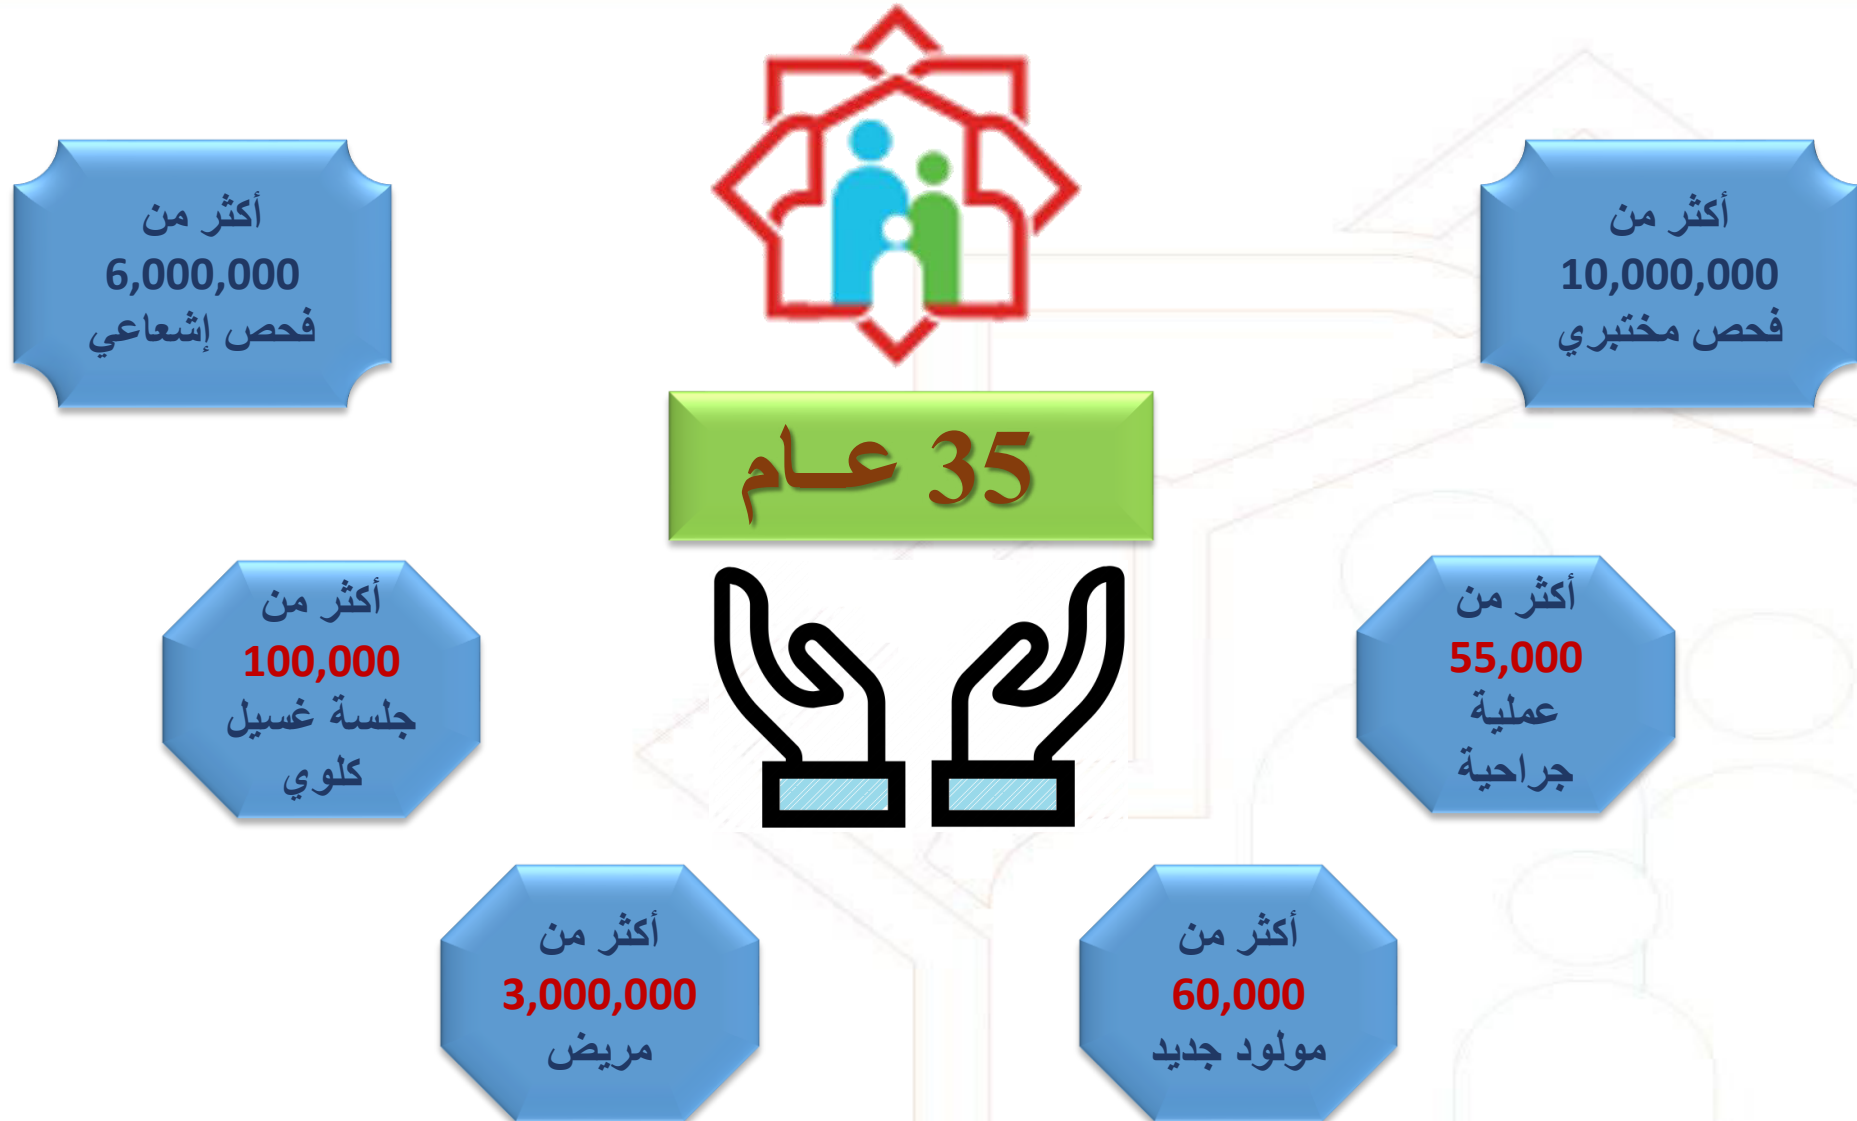 أكثر من
10,000,000
فحص مختبري
أكثر من
6,000,000
فحص إشعاعي
35 عــام
أكثر من
55,000
عملية
جراحية
أكثر من
100,000
جلسة غسيل
كلوي
أكثر من
60,000
مولود جديد
أكثر من
3,000,000
مريض